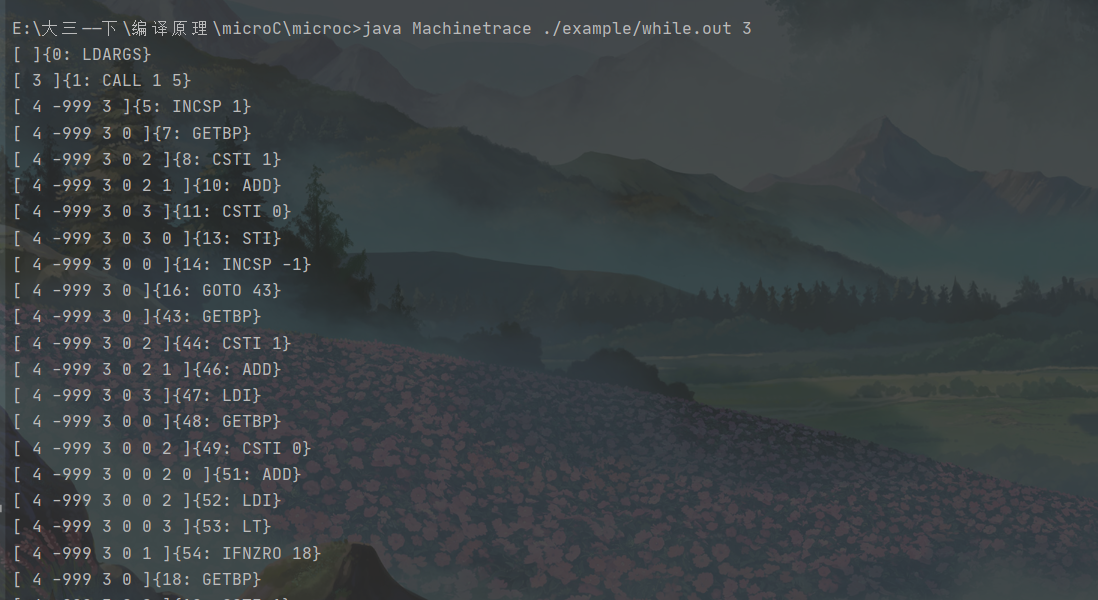 E:\大三——下\编译原理\microC\microc>java Machinetrace ./example/while.out 3
[ ]{0: LDARGS}
[ 3 ]{1: CALL 1 5}
[ 4 -999 3 ]{5: INCSP 1}
[ 4 -999 3 0 ]{7: GETBP}
[ 4 -999 3 0 2 ]{8: CSTI 1}
[ 4 -999 3 0 2 1 ]{10: ADD}
[ 4 -999 3 0 3 ]{11: CSTI 0}
[ 4 -999 3 0 3 0 ]{13: STI}
[ 4 -999 3 0 0 ]{14: INCSP -1}
[ 4 -999 3 0 ]{16: GOTO 43}
[ 4 -999 3 0 ]{43: GETBP}
[ 4 -999 3 0 2 ]{44: CSTI 1}
[ 4 -999 3 0 2 1 ]{46: ADD}
[ 4 -999 3 0 3 ]{47: LDI}
[ 4 -999 3 0 0 ]{48: GETBP}
[ 4 -999 3 0 0 2 ]{49: CSTI 0}
[ 4 -999 3 0 0 2 0 ]{51: ADD}
[ 4 -999 3 0 0 2 ]{52: LDI}
[ 4 -999 3 0 0 3 ]{53: LT}
[ 4 -999 3 0 1 ]{54: IFNZRO 18}
[ 4 -999 3 0 ]{18: GETBP}